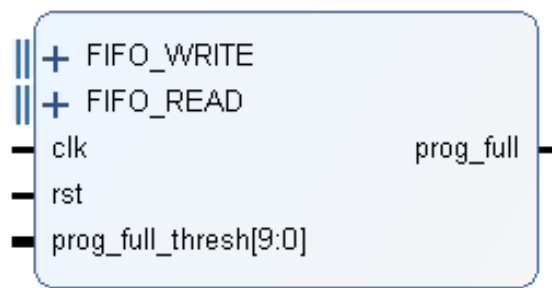 + FIFO_WRITE
+ FIFO_READ
clk prog_full
rst
prog_full_thresh[9:0]